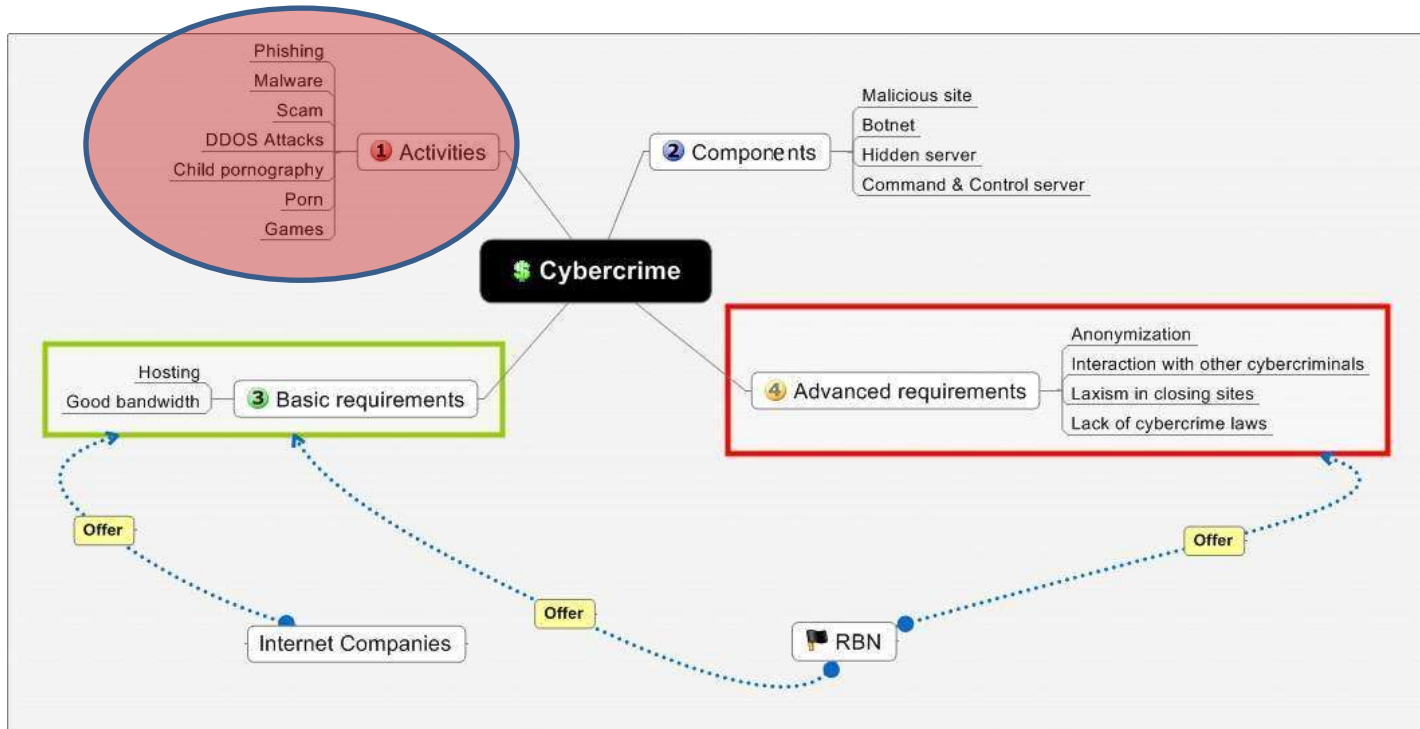 Phishing
Malware
Scam
DDOS Attacks
Child pornography
Porn
Games
1 Activities
2 Components
Malicious site
Botnet
Hidden server
Command & Control server
$ Cybercrime
Hosting
Good bandwidth
3 Basic requirements
4 Advanced requirements
Anonymization
Interaction with other cybercriminals
Laxism in closing sites
Lack of cybercrime laws
Offer
Offer
Offer
Internet Companies
RBN